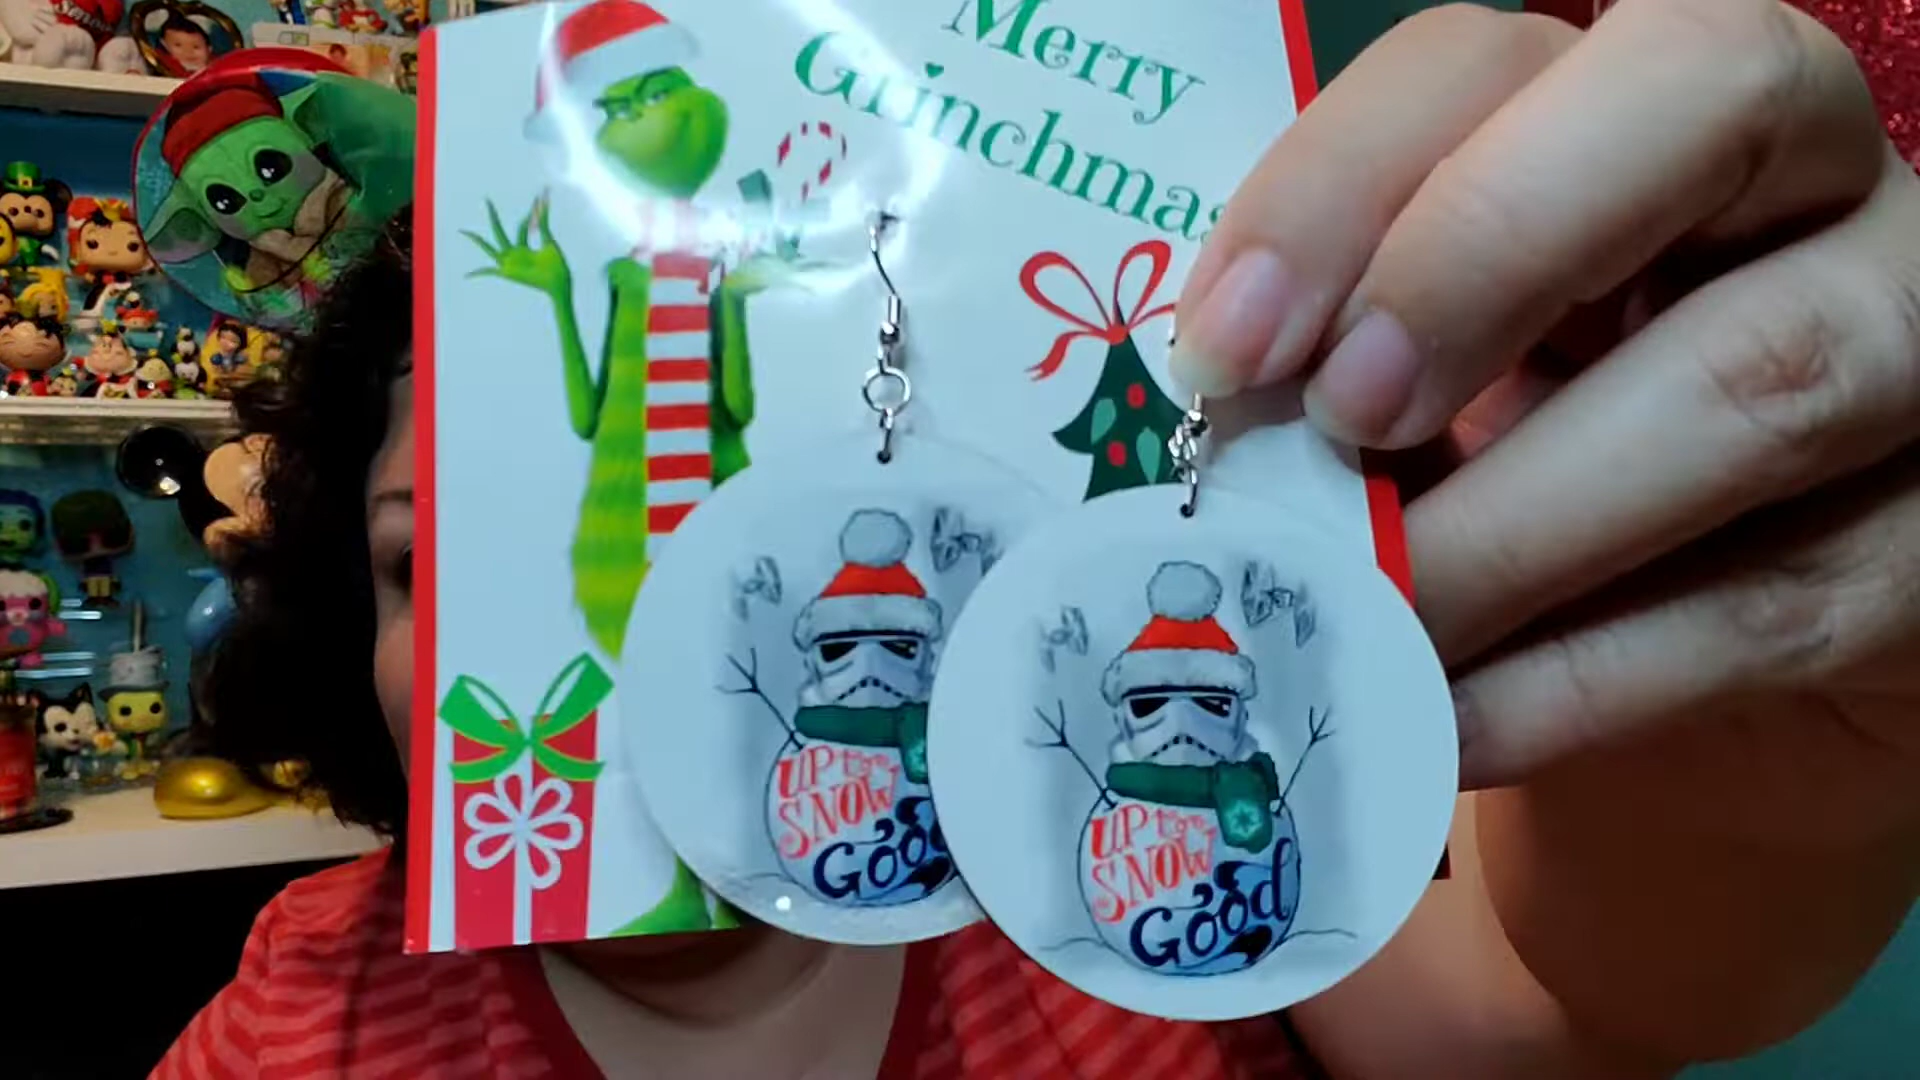 Merry
Grinchmas
UP to
SNOW
Good
UP to
SNOW
Good